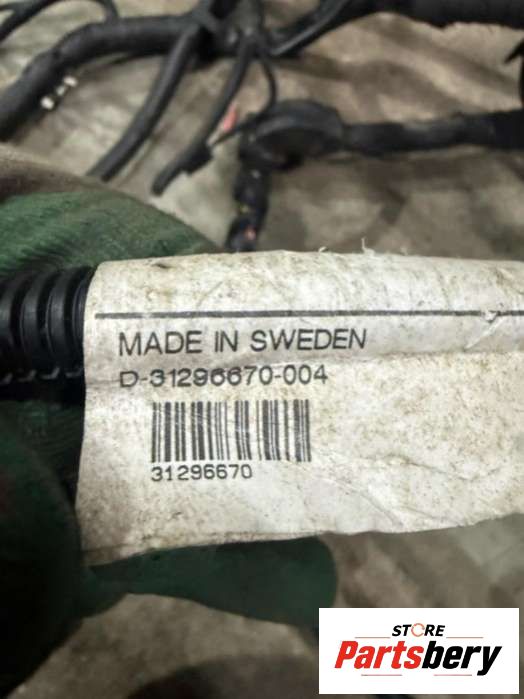 MADE IN SWEDEN
D-31296670-004
31296670
STORE
Partsbery